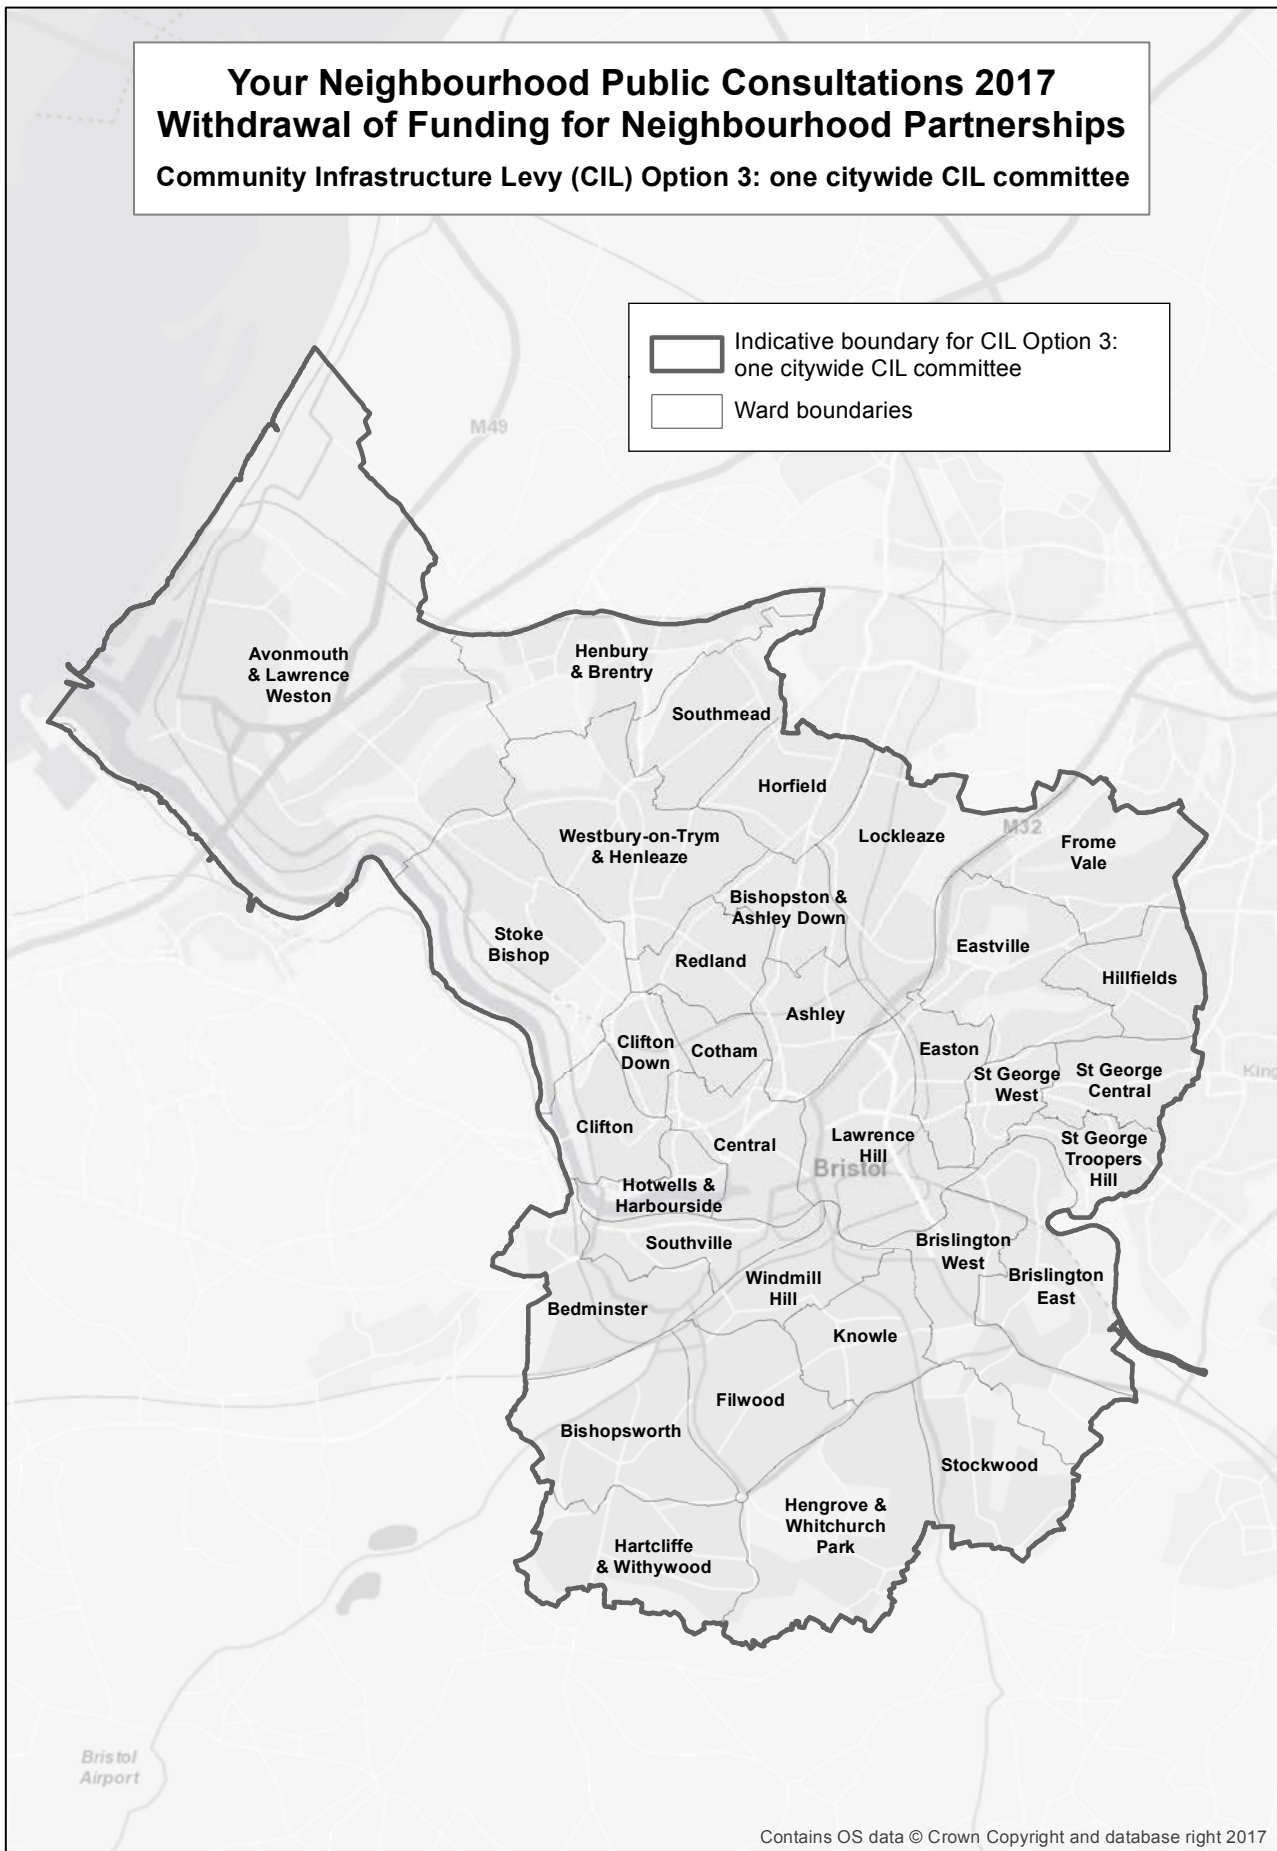 Your Neighbourhood Public Consultations 2017
Withdrawal of Funding for Neighbourhood Partnerships
Community Infrastructure Levy (CIL) Option 3: one citywide CIL committee
Indicative boundary for CIL Option 3:
one citywide CIL committee
Ward boundaries
M49
Avonmouth
& Lawrence
Weston
Henbury
& Brentry
Southmead
Horfield
Westbury-on-Trym
& Henleaze
Lockleaze
M32
Frome
Vale
Bishopston &
Ashley Down
Stoke
Bishop
Redland
Eastville
Hillfields
Ashley
Clifton
Down
Cotham
Easton
St George
West
St George
Central
King
Clifton
Central
Lawrence
Hill
Bristol
St George
Troopers
Hill
Hotwells &
Harbourside
Southville
Brislington
West
Windmill
Hill
Brislington
East
Bedminster
Knowle
Filwood
Bishopsworth
Stockwood
Hengrove &
Whitchurch
Park
Hartcliffe
& Withywood
Bristol
Airport
Contains OS data © Crown Copyright and database right 2017